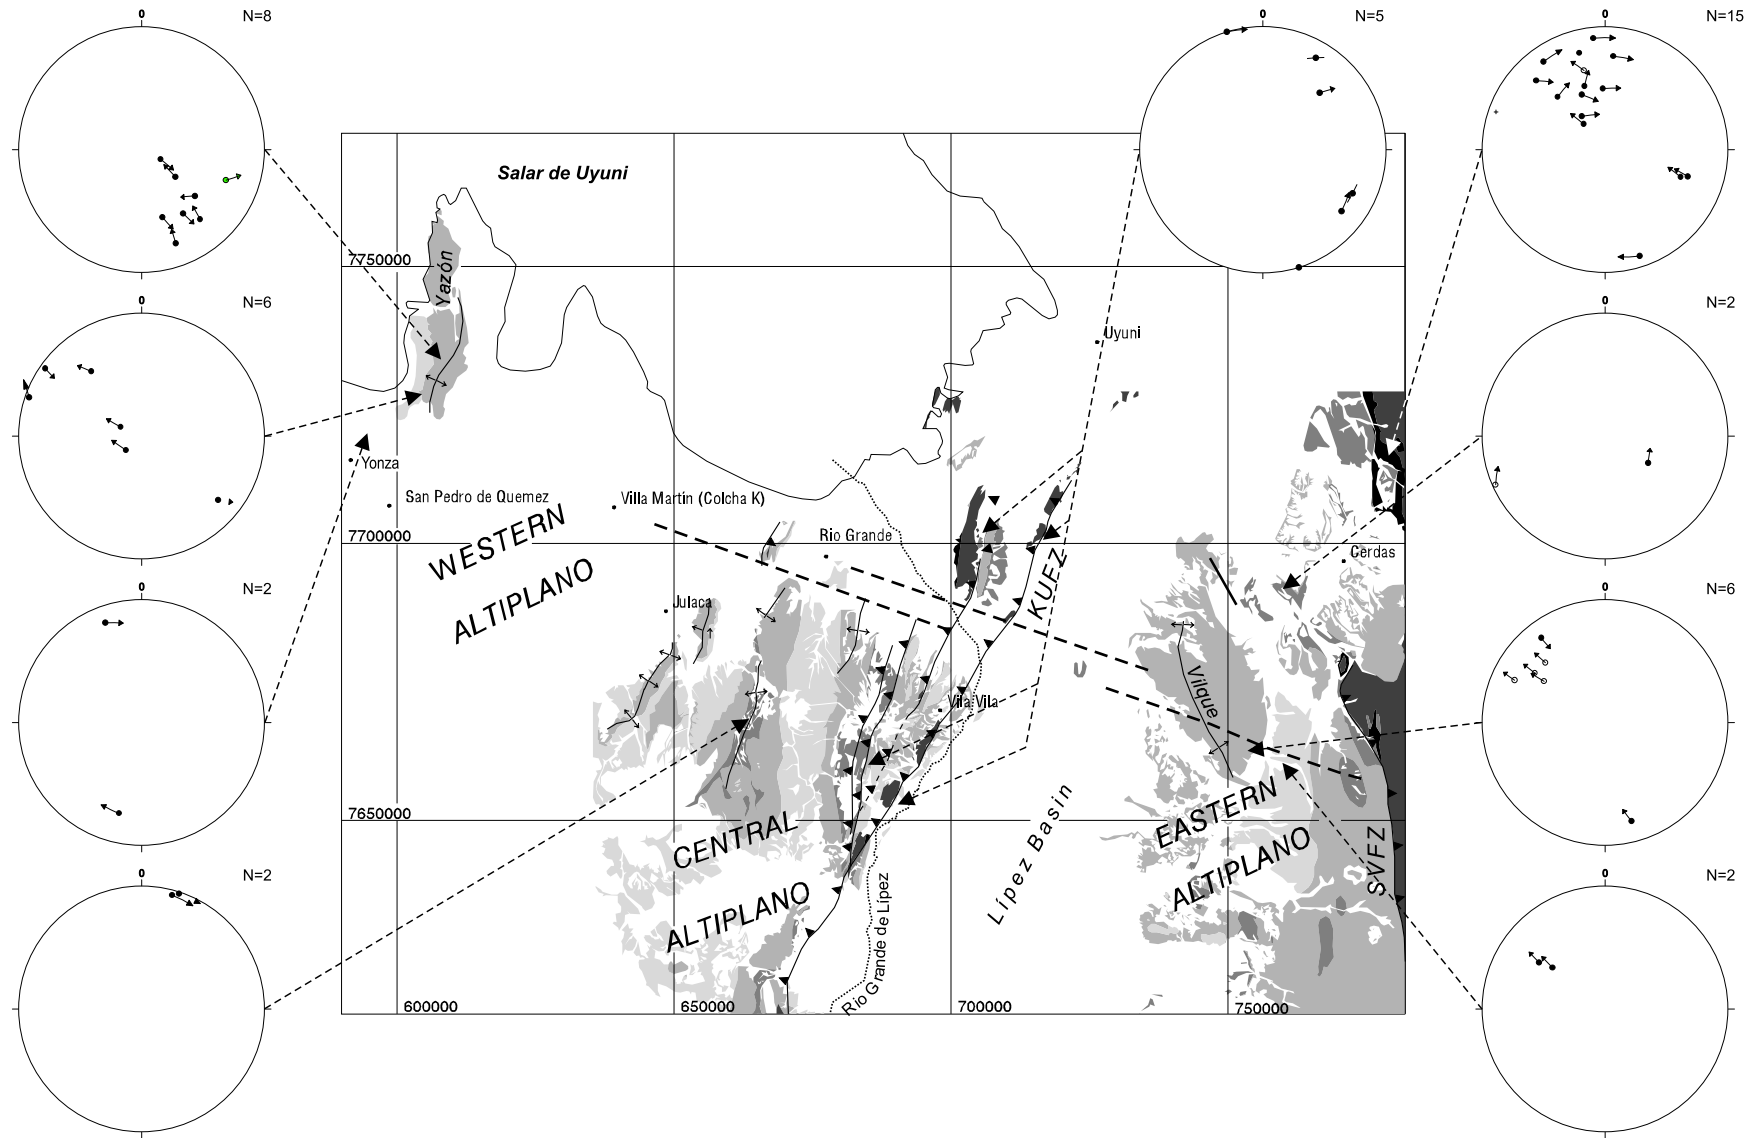 0 N=8
0 N=5
0 N=15
Salar de Uyuni
7750000
Yazón
0 N=6
0 N=2
Uyuni
Yonza
San Pedro de Quemez
Villa Martín (Colcha K)
WESTERN
ALTIPLANO
7700000
Rio Grande
KUFZ
Cerdas
0 N=2
Julaca
0 N=6
Vilque
Vila Vila
7650000
CENTRAL
ALTIPLANO
Lípez Basin
EASTERN
ALTIPLANO
SVFZ
Rio Grande de Lípez
0 N=2
0 N=2
600000
650000
700000
750000